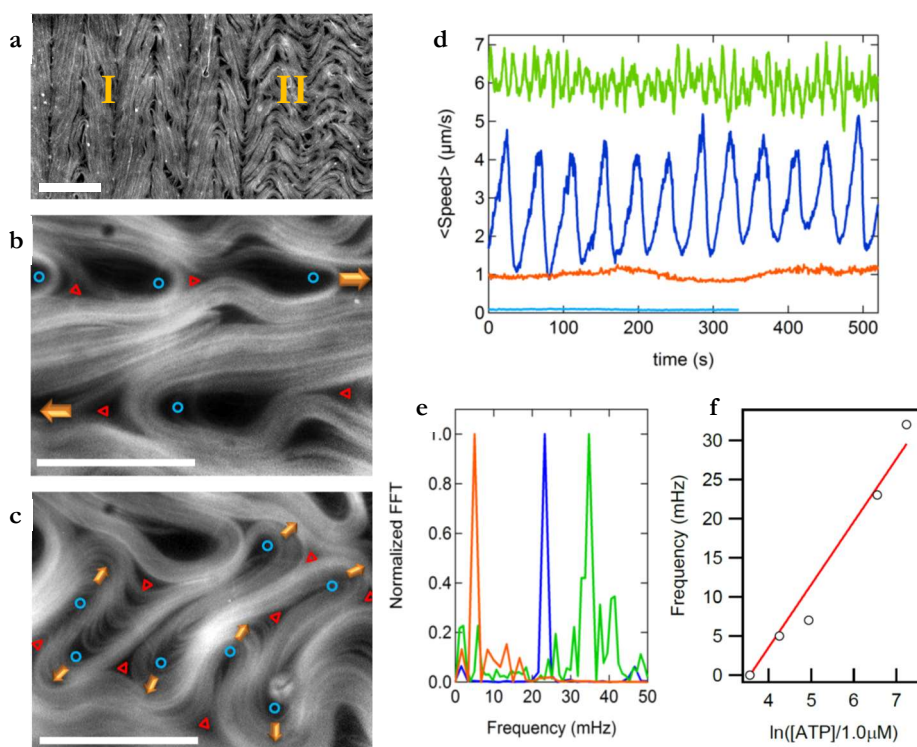 a
I
II
b
c
d
7
6
5
4
3
2
1
0
<Speed> (μm/s)
0
100
200
300
400
500
time (s)
e
1.0
0.8
0.6
0.4
0.2
0.0
Normalized FFT
0
10
20
30
40
50
Frequency (mHz)
f
30
25
20
15
10
5
0
Frequency (mHz)
4
5
6
7
ln([ATP]/1.0μM)